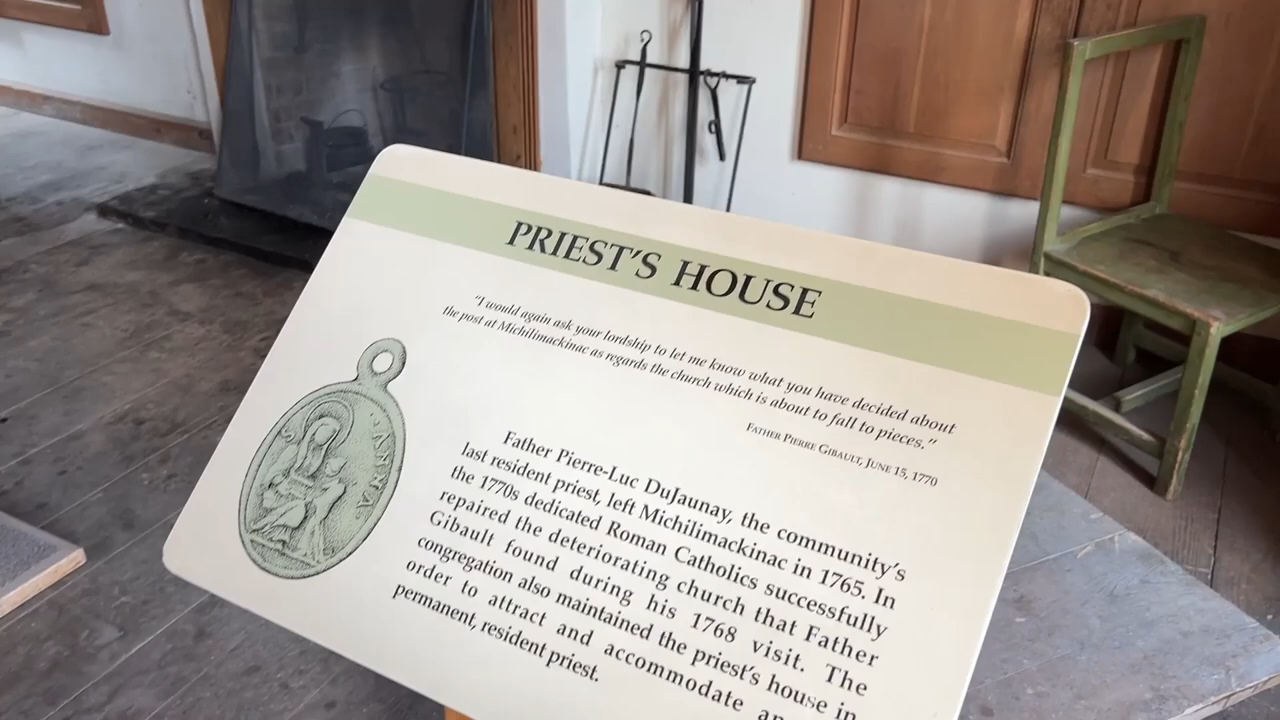 PRIEST'S HOUSE
"I would again ask your lordship to let me know what you have decided about
the post at Michilimackinac as regards the church which is about to fall to pieces."
FATHER PIERRE GIBAULT, JUNE 15, 1770
Father Pierre-Luc DuJaunay, the community's
last resident priest, left Michilimackinac in 1765. In
the 1770s dedicated Roman Catholics successfully
repaired the deteriorating church that Father
Gibault found during his 1768 visit. The
congregation also maintained the priest's house in
order to attract and accommodate
permanent, resident priest.
S
ANNA